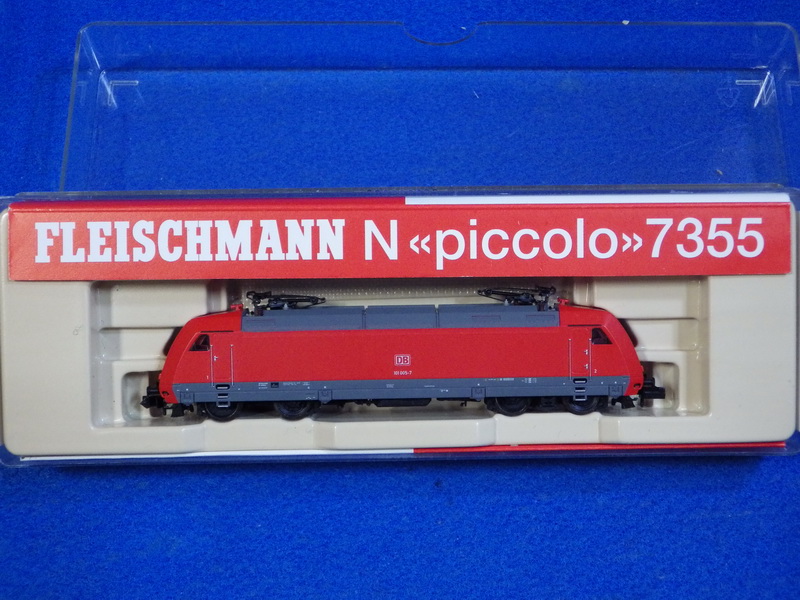 FLEISCHMANN N «piccolo» 7355
DB